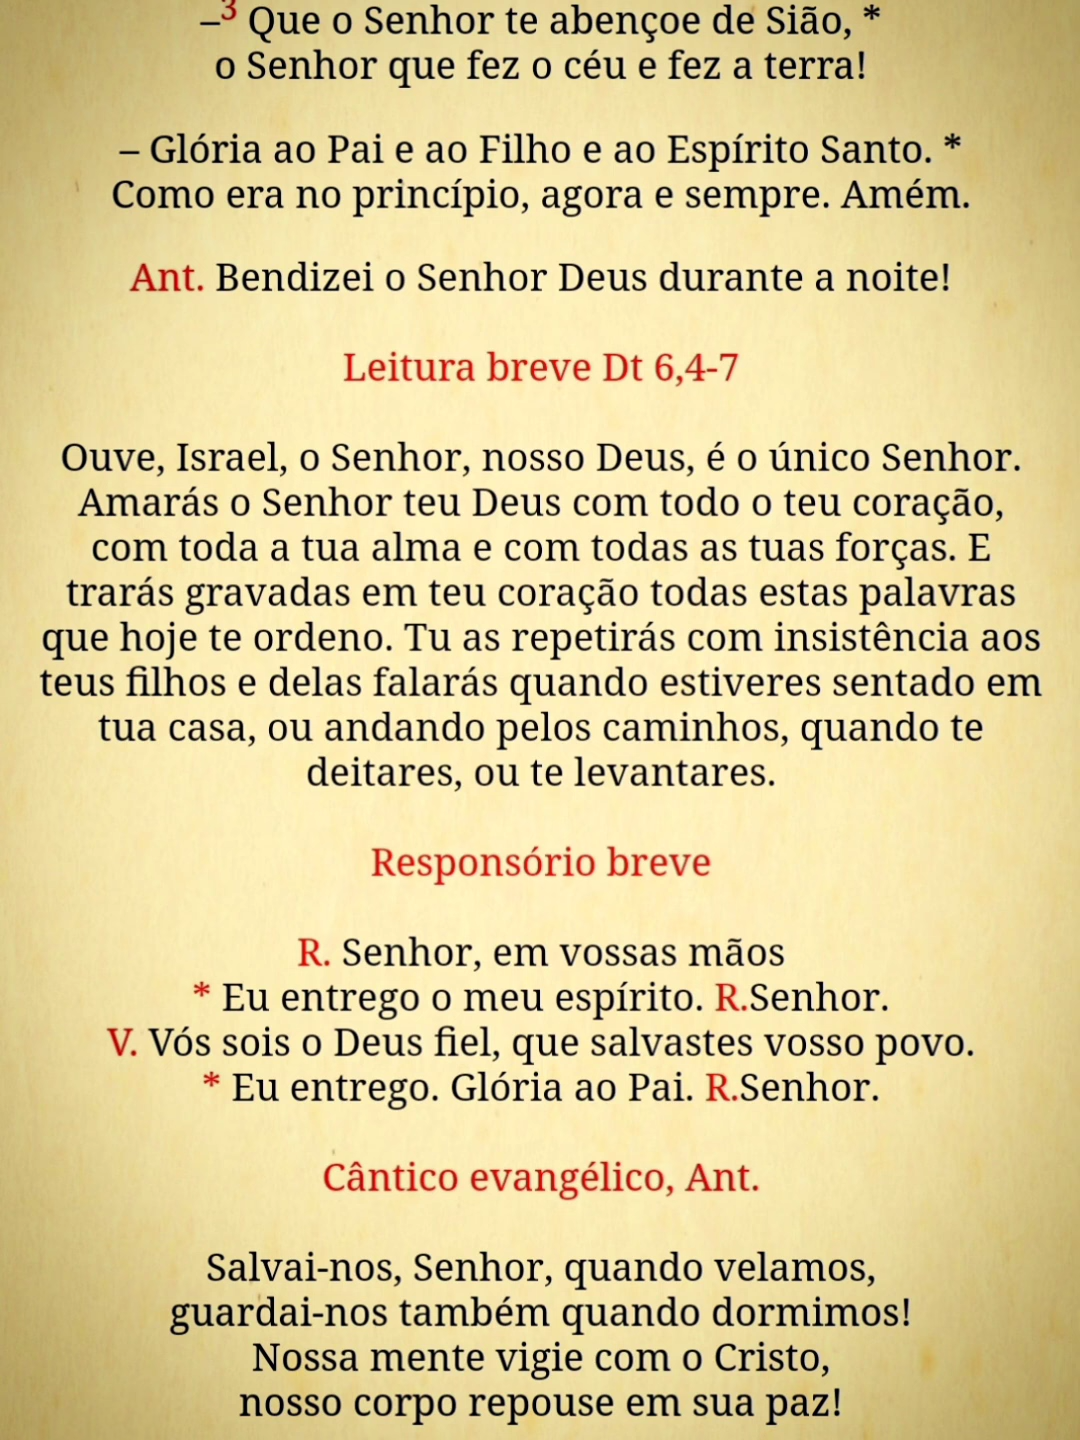 –³ Que o Senhor te abençoe de Sião, *
o Senhor que fez o céu e fez a terra!
– Glória ao Pai e ao Filho e ao Espírito Santo. *
Como era no princípio, agora e sempre. Amém.
Ant. Bendizei o Senhor Deus durante a noite!
Leitura breve Dt 6,4-7
Ouve, Israel, o Senhor, nosso Deus, é o único Senhor.
Amarás o Senhor teu Deus com todo o teu coração,
com toda a tua alma e com todas as tuas forças. E
trarás gravadas em teu coração todas estas palavras
que hoje te ordeno. Tu as repetirás com insistência aos
teus filhos e delas falarás quando estiveres sentado em
tua casa, ou andando pelos caminhos, quando te
deitares, ou te levantares.
Responsório breve
R. Senhor, em vossas mãos
* Eu entrego o meu espírito. R.Senhor.
V. Vós sois o Deus fiel, que salvastes vosso povo.
* Eu entrego. Glória ao Pai. R.Senhor.
Cântico evangélico, Ant.
Salvai-nos, Senhor, quando velamos,
guardai-nos também quando dormimos!
Nossa mente vigie com o Cristo,
nosso corpo repouse em sua paz!